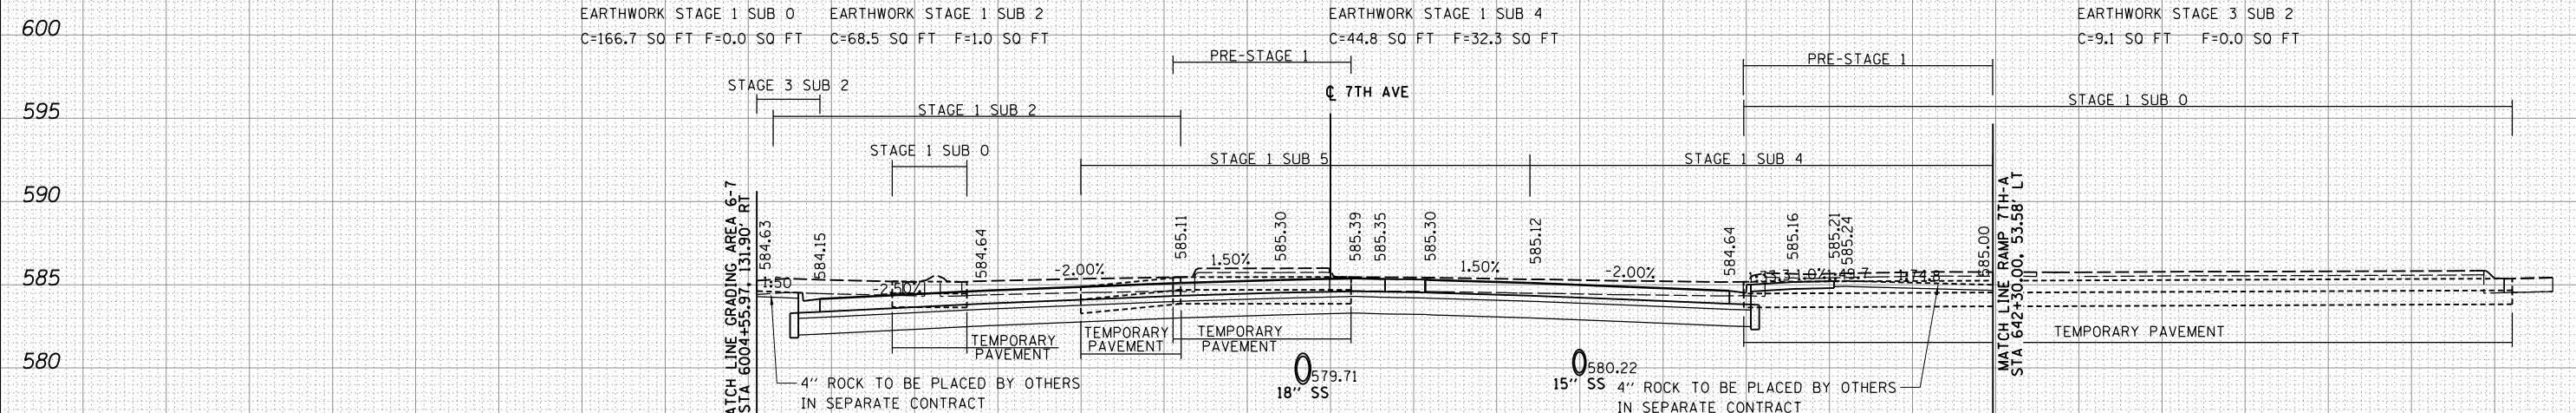 EARTHWORK STAGE 1 SUB 0
C=166.7 SQ FT F=0.0 SQ FT
EARTHWORK STAGE 1 SUB 2
C=68.5 SQ FT F=1.0 SQ FT
EARTHWORK STAGE 1 SUB 4
C=44.8 SQ FT F=32.3 SQ FT
EARTHWORK STAGE 3 SUB 2
C=9.1 SQ FT F=0.0 SQ FT
600
595
590
585
580
PRE-STAGE 1
PRE-STAGE 1
STAGE 3 SUB 2
℄ 7TH AVE
STAGE 1 SUB 2
STAGE 1 SUB 0
STAGE 1 SUB 0
STAGE 1 SUB 5
STAGE 1 SUB 4
MATCH LINE GRADING AREA 6-7
STA 6004+55.97, 131.90' RT
584.63
584.15
584.64
585.11
585.30
585.39
585.35
585.30
585.12
584.64
585.16
585.21
585.24
585.00
MATCH LINE RAMP 7TH-A
STA 642+30.00, 53.58' LT
1:50
-2.50%
-2.00%
1.50%
1.50%
-2.00%
1:49.7
1:74.8
TEMPORARY
PAVEMENT
TEMPORARY
PAVEMENT
TEMPORARY
PAVEMENT
TEMPORARY PAVEMENT
579.71
18'' SS
580.22
15'' SS
4'' ROCK TO BE PLACED BY OTHERS
IN SEPARATE CONTRACT
4'' ROCK TO BE PLACED BY OTHERS
IN SEPARATE CONTRACT